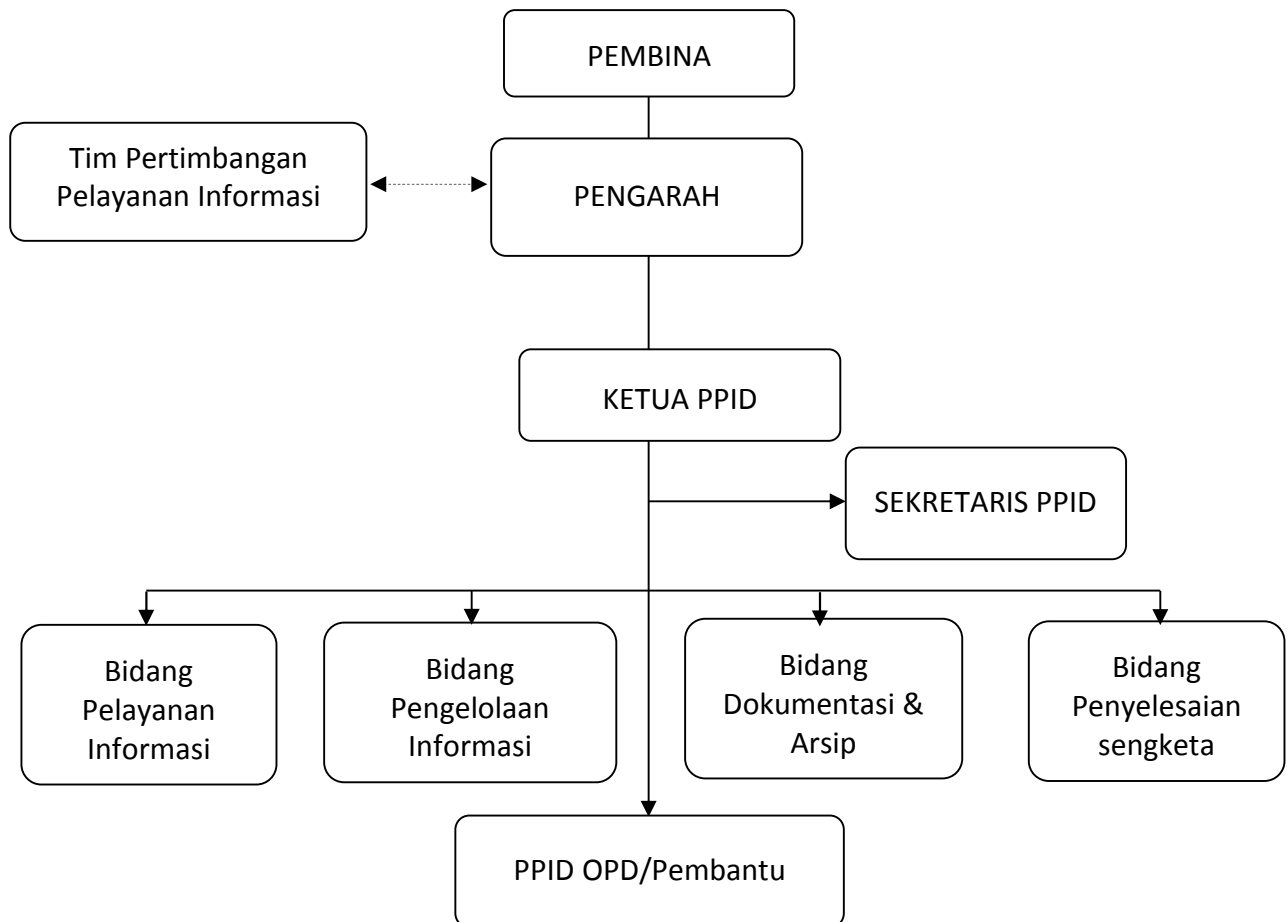 PEMBINA
Tim Pertimbangan
Pelayanan Informasi
PENGARAH
KETUA PPID
SEKRETARIS PPID
Bidang
Pelayanan
Informasi
Bidang
Pengelolaan
Informasi
Bidang
Dokumentasi &
Arsip
Bidang
Penyelesaian
sengketa
PPID OPD/Pembantu